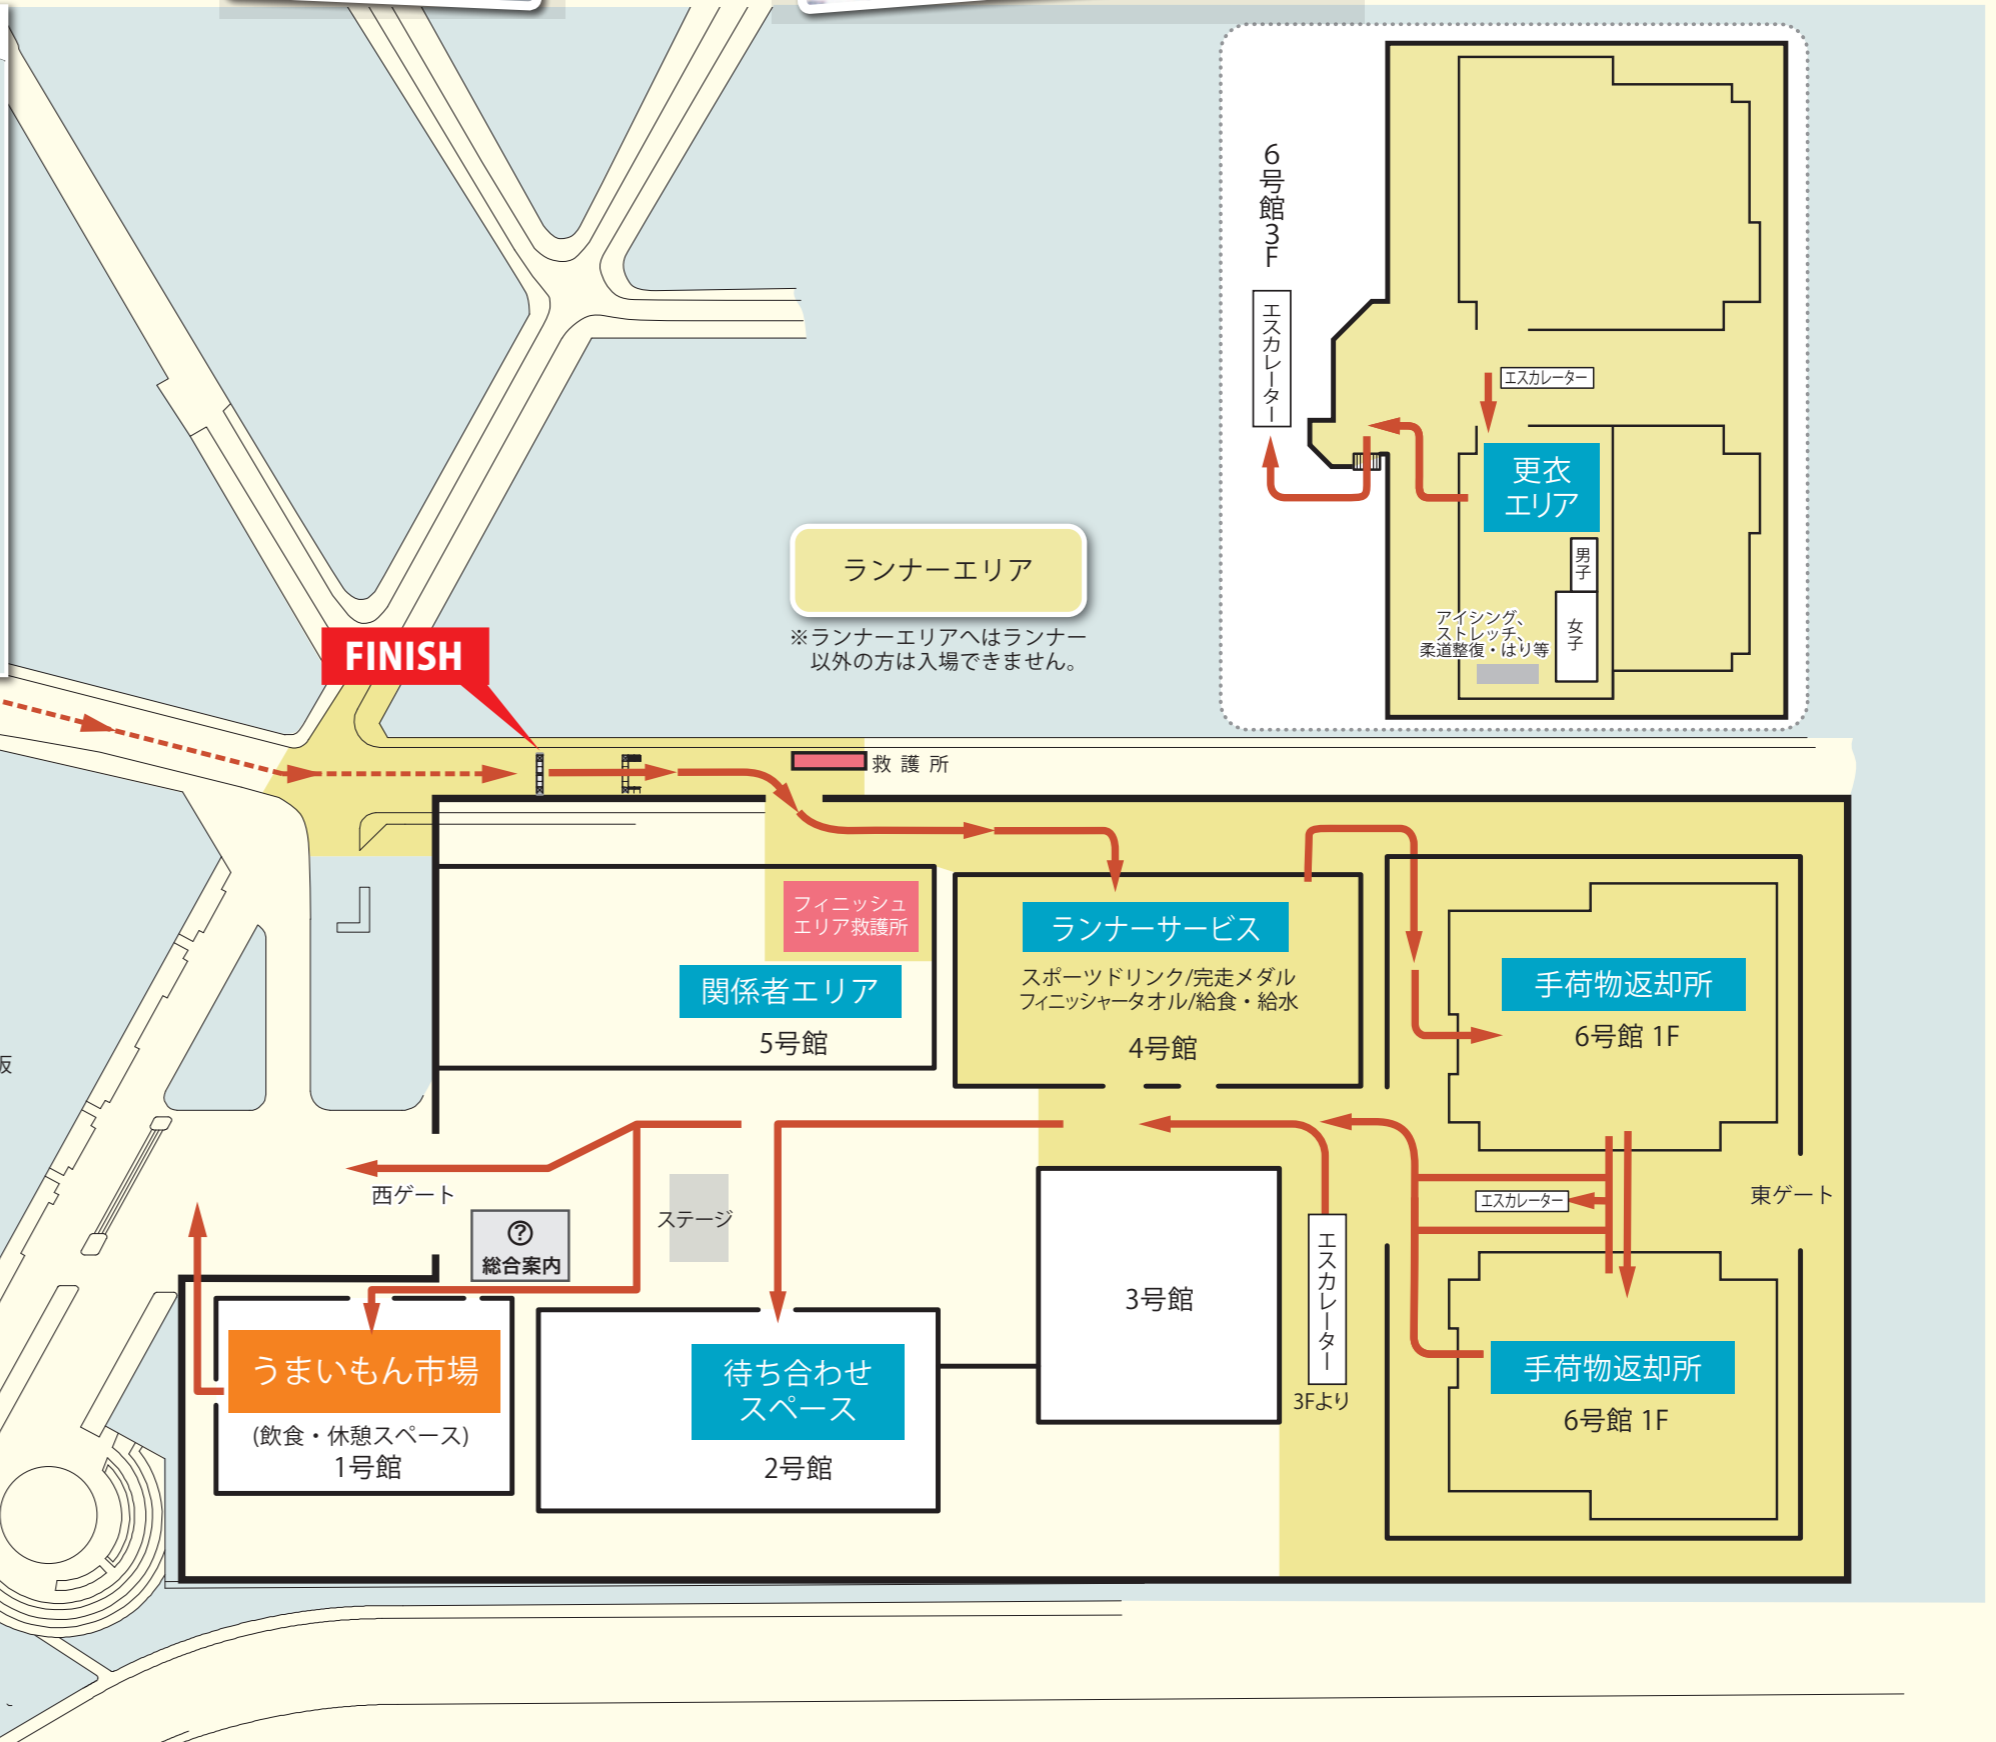 6号館3F
エスカレーター
エスカレーター
更衣
エリア
男子
女子
アイシング、
ストレッチ、
柔道整復・はり等
ランナーエリア
※ランナーエリアへはランナー
以外の方は入場できません。
FINISH
救護所
フィニッシュ
エリア救護所
関係者エリア
5号館
ランナーサービス
スポーツドリンク/完走メダル
フィニッシャータオル/給食・給水
4号館
手荷物返却所
6号館 1F
西ゲート
?
総合案内
ステージ
エスカレーター
東ゲート
3号館
エスカレーター
3Fより
手荷物返却所
6号館 1F
うまいもん市場
(飲食・休憩スペース)
1号館
待ち合わせ
スペース
2号館